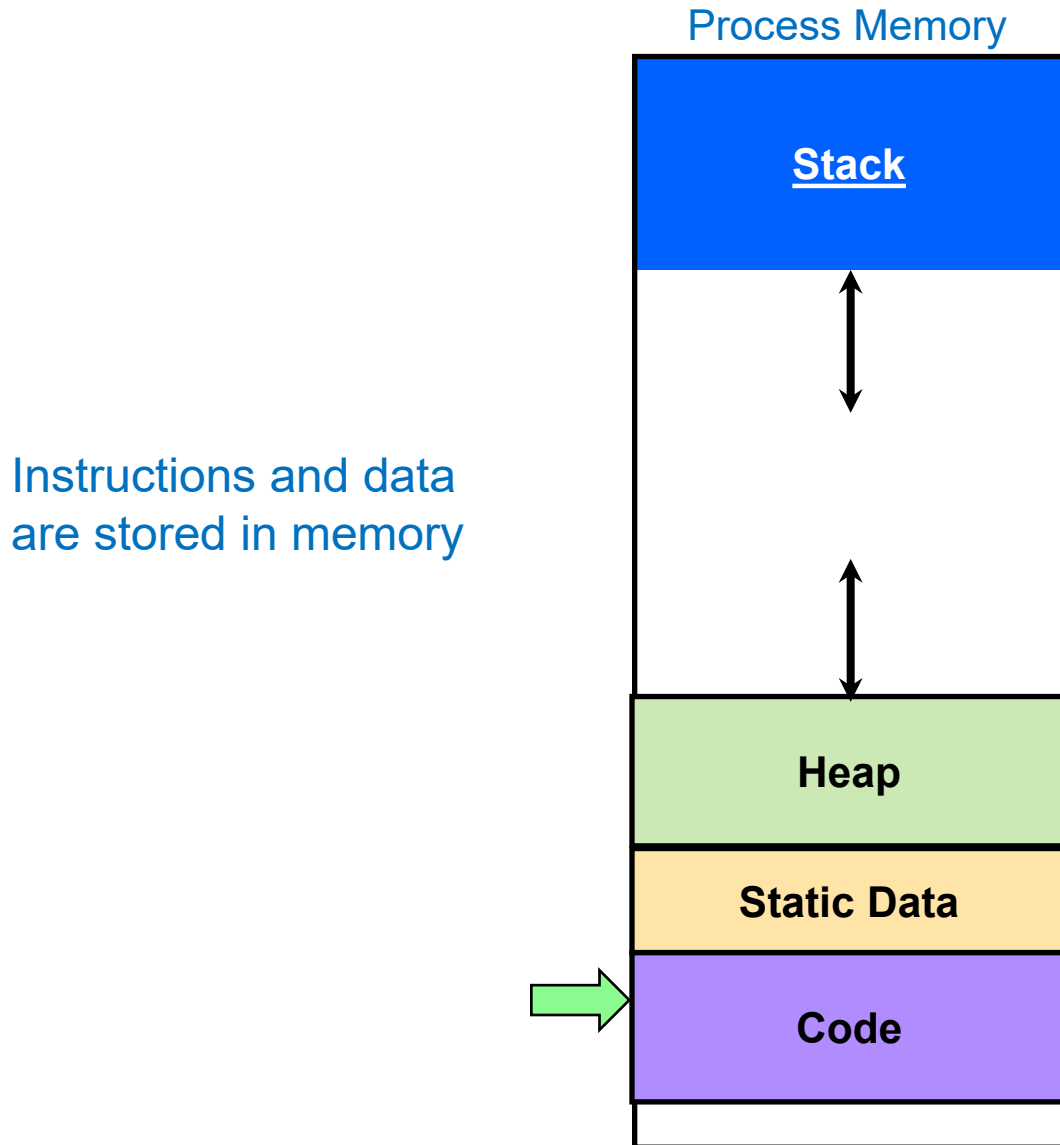 Process Memory
Stack
Instructions and data
are stored in memory
Heap
Static Data
Code